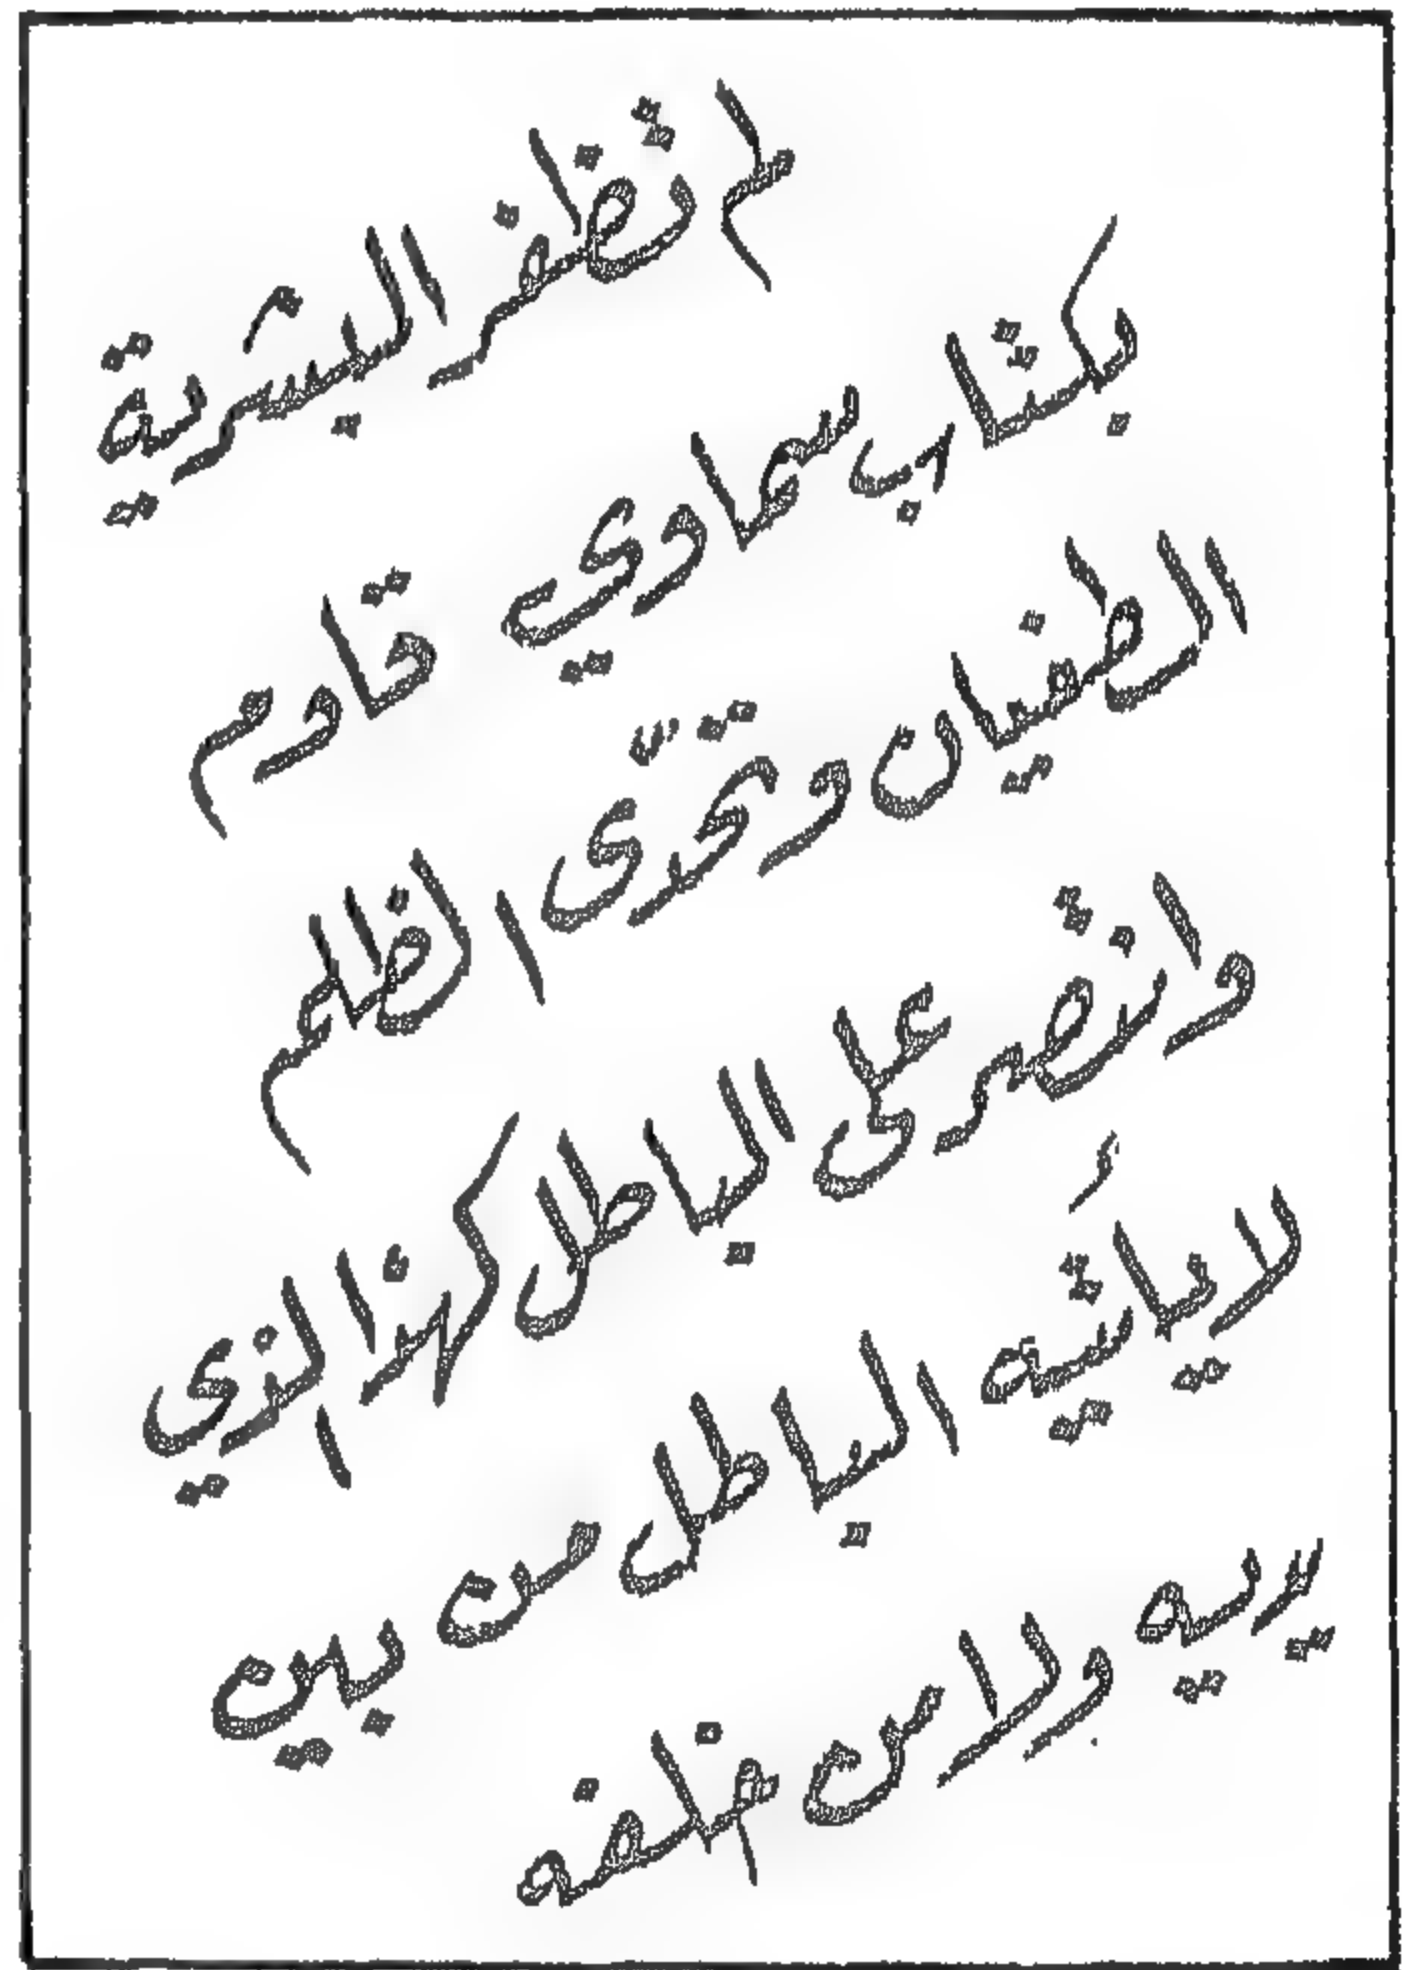 لم تظفر البشرية
بكتاب سماوي قاوم
الطغيان وتحدّى الظلم
وانتصر على الباطل كهذا الذي
لا يأتيه الباطل من بين
يديه ولا من خلفه